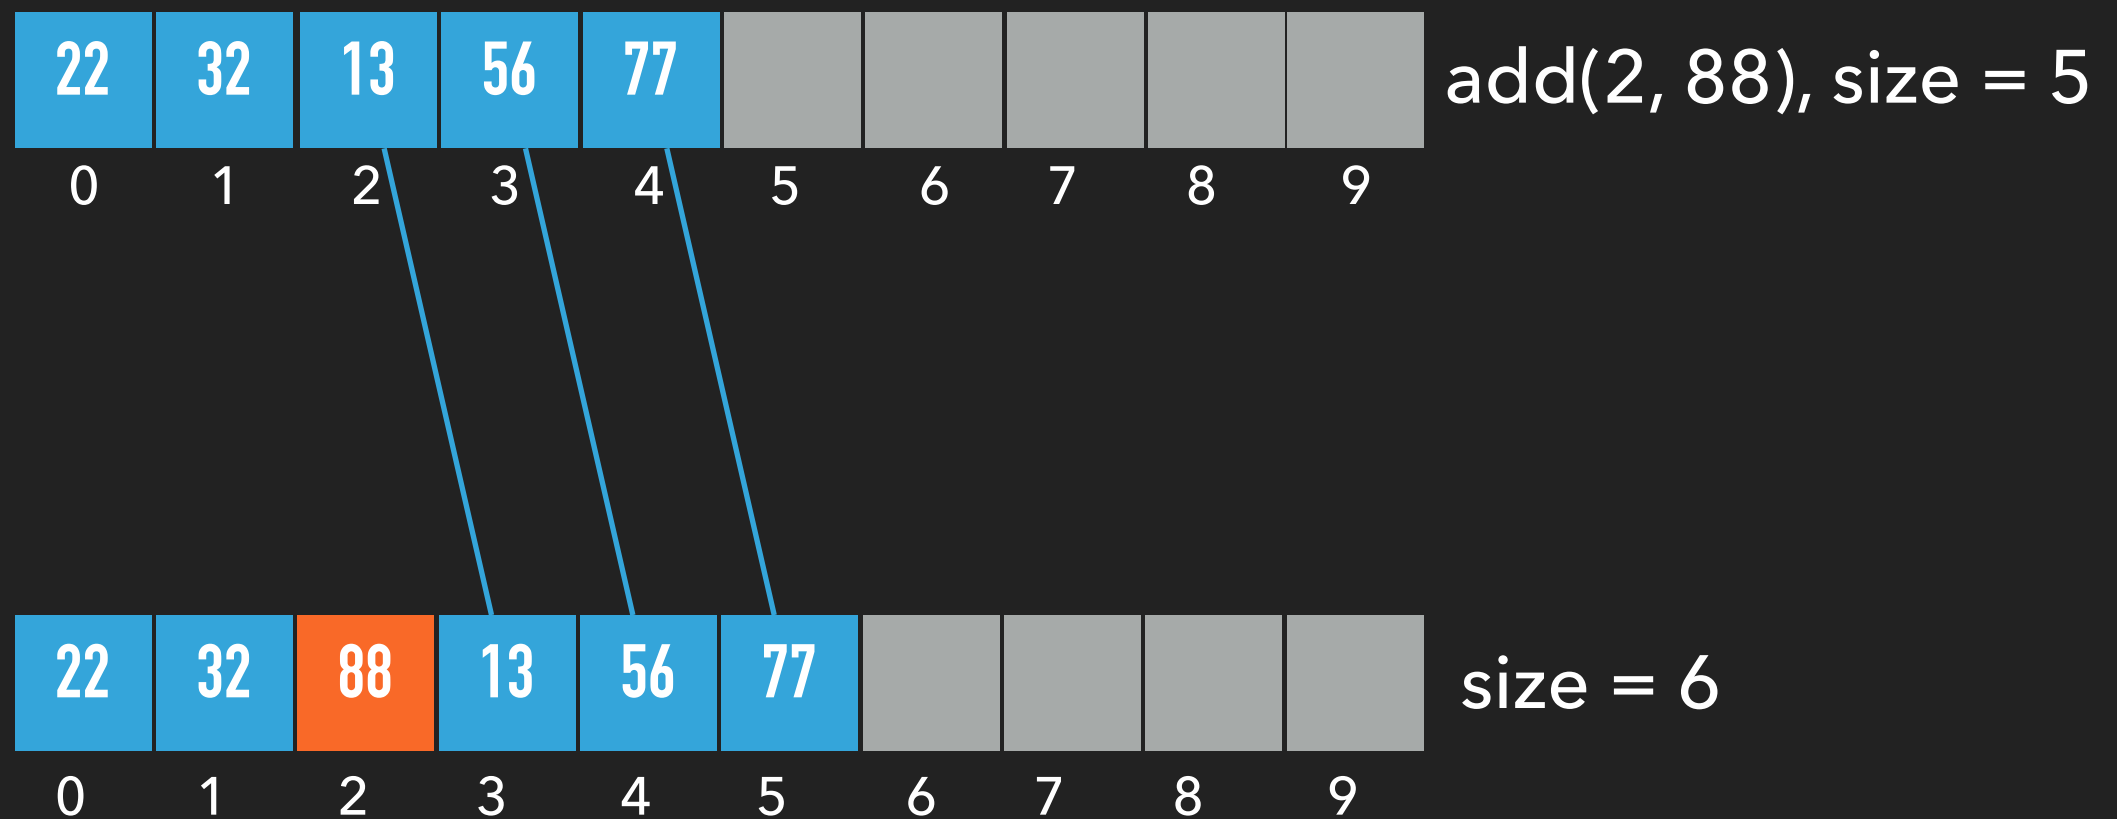 22 32 13 56 77 add(2, 88), size = 5
0 1 2 3 4 5 6 7 8 9
22 32 88 13 56 77 size = 6
0 1 2 3 4 5 6 7 8 9